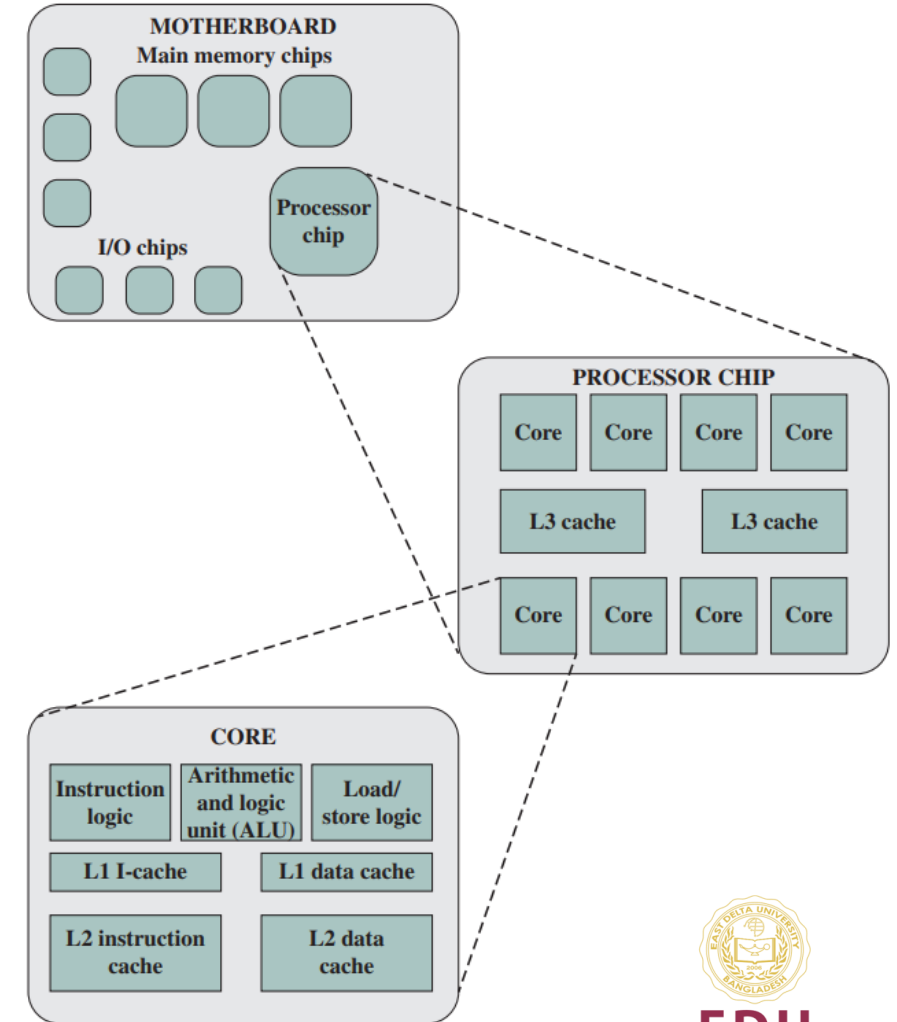 MOTHERBOARD
Main memory chips
Processor
chip
I/O chips
PROCESSOR CHIP
Core
Core
Core
Core
L3 cache
L3 cache
Core
Core
Core
Core
CORE
Instruction
logic
Arithmetic
and logic
unit (ALU)
Load/
store logic
L1 I-cache
L1 data cache
L2 instruction
cache
L2 data
cache
EAST DELTA UNIVERSITY
2006
BANGLADESH